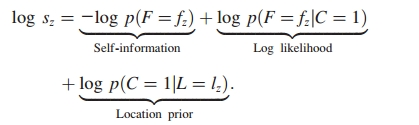 log s_z = −log p(F = f_z) + log p(F = f_z|C = 1)
Self-information Log likelihood
+ log p(C = 1|L = l_z).
Location prior